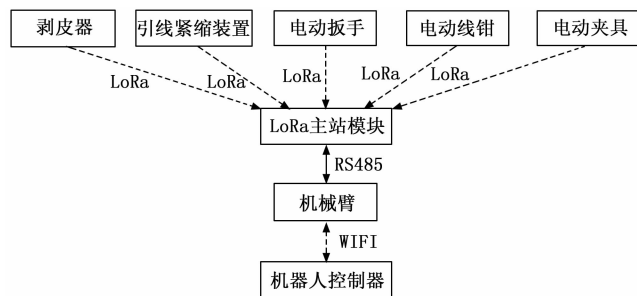 剥皮器
引线紧缩装置
电动扳手
电动线钳
电动夹具
LoRa
LoRa
LoRa
LoRa
LoRa
LoRa主站模块
RS485
机械臂
WIFI
机器人控制器